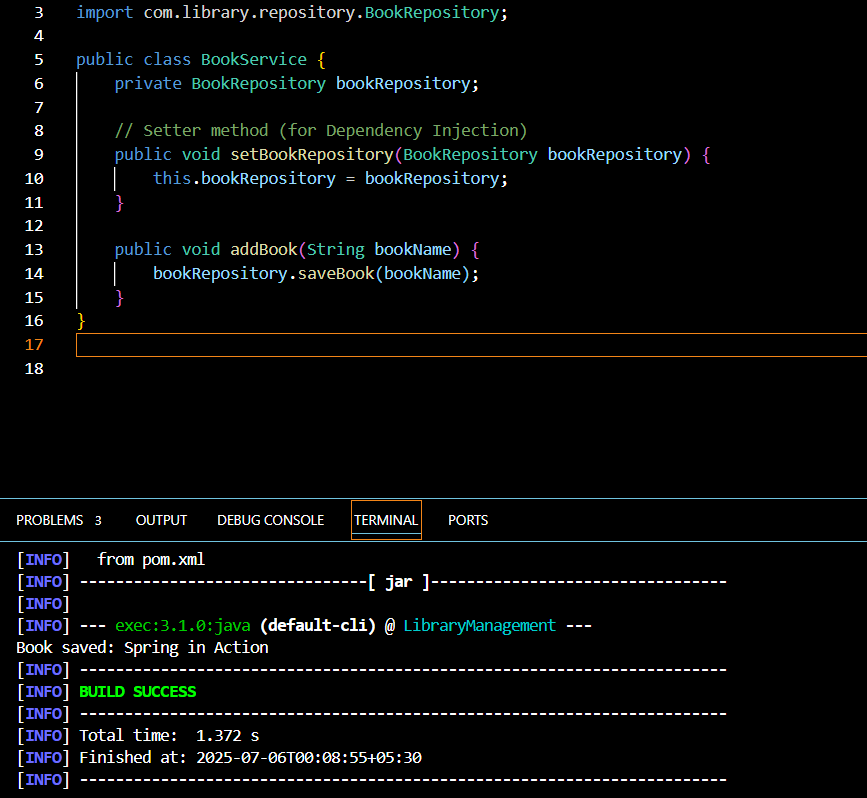 3 import com.library.repository.BookRepository;
4
5 public class BookService {
6 private BookRepository bookRepository;
7
8 // Setter method (for Dependency Injection)
9 public void setBookRepository(BookRepository bookRepository) {
10 this.bookRepository = bookRepository;
11 }
12
13 public void addBook(String bookName) {
14 bookRepository.saveBook(bookName);
15 }
16 }
17
18
PROBLEMS 3 OUTPUT DEBUG CONSOLE TERMINAL PORTS
[INFO]   from pom.xml
[INFO] --------------------------------[ jar ]---------------------------------
[INFO]
[INFO] --- exec:3.1.0:java (default-cli) @ LibraryManagement ---
Book saved: Spring in Action
[INFO] ------------------------------------------------------------------------
[INFO] BUILD SUCCESS
[INFO] ------------------------------------------------------------------------
[INFO] Total time:  1.372 s
[INFO] Finished at: 2025-07-06T00:08:55+05:30
[INFO] ------------------------------------------------------------------------